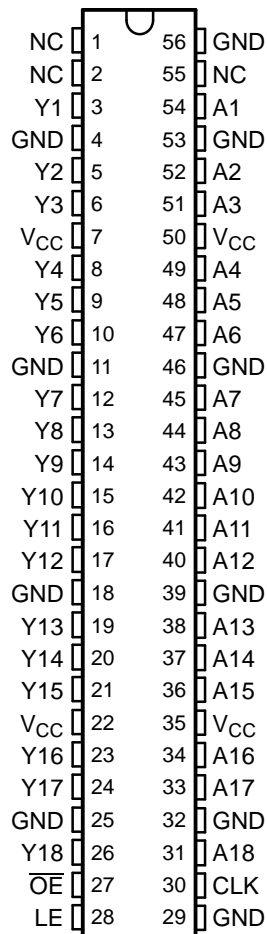 NC 1 56 GND
NC 2 55 NC
Y1 3 54 A1
GND 4 53 GND
Y2 5 52 A2
Y3 6 51 A3
VCC 7 50 VCC
Y4 8 49 A4
Y5 9 48 A5
Y6 10 47 A6
GND 11 46 GND
Y7 12 45 A7
Y8 13 44 A8
Y9 14 43 A9
Y10 15 42 A10
Y11 16 41 A11
Y12 17 40 A12
GND 18 39 GND
Y13 19 38 A13
Y14 20 37 A14
Y15 21 36 A15
VCC 22 35 VCC
Y16 23 34 A16
Y17 24 33 A17
GND 25 32 GND
Y18 26 31 A18
O̅E̅ 27 30 CLK
LE 28 29 GND